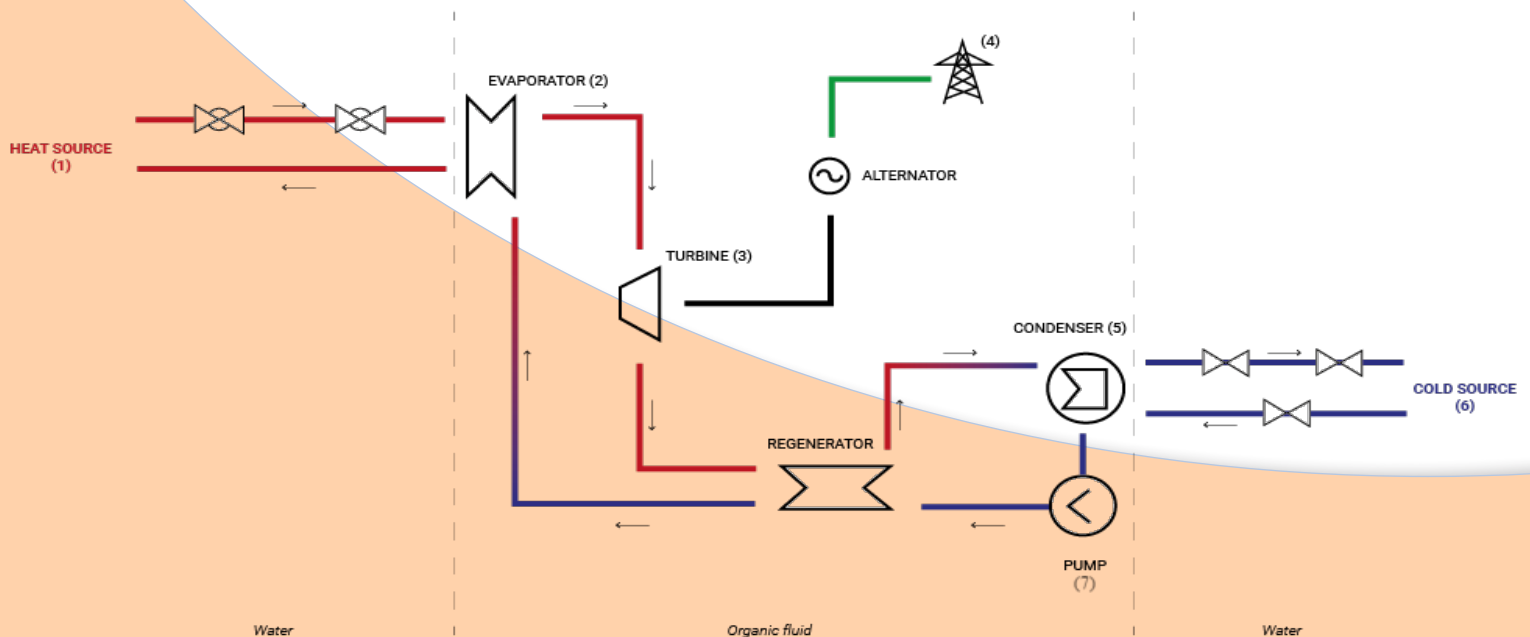 (4)
EVAPORATOR (2)
HEAT SOURCE
(1)
ALTERNATOR
TURBINE (3)
CONDENSER (5)
COLD SOURCE
(6)
REGENERATOR
PUMP
(7)
Water
Organic fluid
Water